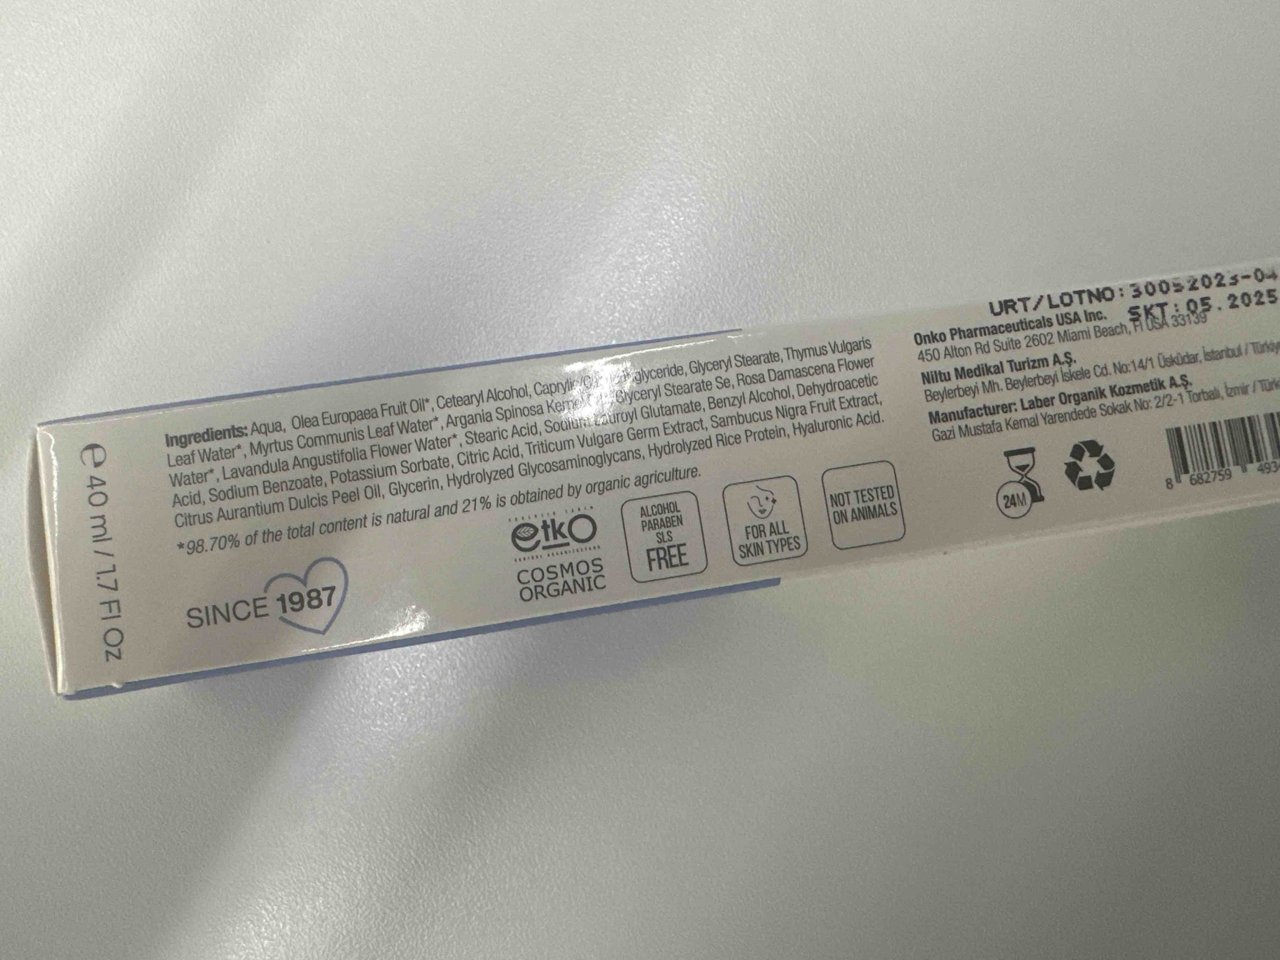 e 40 ml / 1.7 Fl Oz
Ingredients: Aqua, Olea Europaea Fruit Oil*, Cetearyl Alcohol, Glyceryl Stearate, Thymus Vulgaris
Leaf Water*, Myrtus Communis Leaf Water*, Argania Spinosa Glyceryl Stearate Se, Rosa Damascena Flower
Water*, Lavandula Angustifolia Flower Water*, Stearic Acid, Sodium Lauroyl Glutamate, Benzyl Alcohol, Dehydroacetic
Acid, Sodium Benzoate, Potassium Sorbate, Citric Acid, Triticum Vulgare Germ Extract, Sambucus Nigra Fruit Extract,
Citrus Aurantium Dulcis Peel Oil, Glycerin, Hydrolyzed Glycosaminoglycans, Hydrolyzed Rice Protein, Hyaluronic Acid.
*98.70% of the total content is natural and 21% is obtained by organic agriculture.
SINCE 1987
etkO
COSMOS
ORGANIC
ALCOHOL
PARABEN
SLS
FREE
FOR ALL
SKIN TYPES
NOT TESTED
ON ANIMALS
URT/LOTNO: 30052023-04
SKT: 05.2025
Onko Pharmaceuticals USA Inc.
450 Alton Rd Suite 2602 Miami Beach, Fl USA 33139
Niltu Medikal Turizm A.Ş.
Beylerbeyi Mh. Beylerbeyi İskele Cd. No:14/1 Üsküdar, İstanbul / Türkiye
Manufacturer: Laber Organik Kozmetik A.Ş.
Gazi Mustafa Kemal Yarendede Sokak No: 2/2-1 Torbalı, İzmir / Türk
24M
8 682759 493